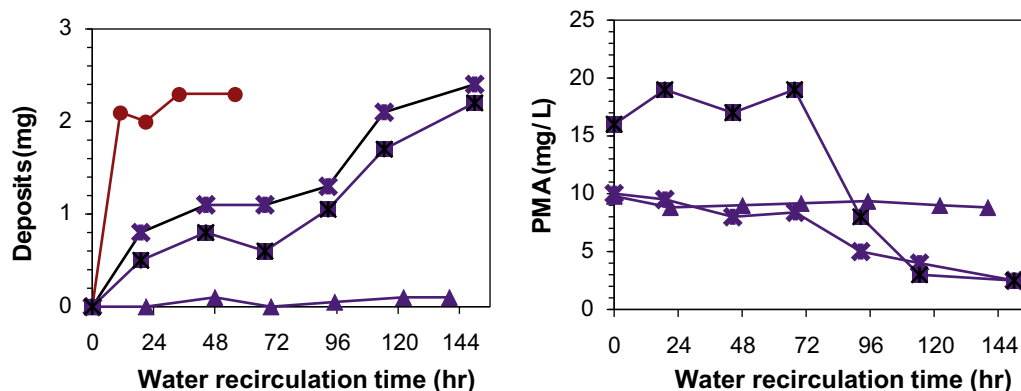 3
2
1
0
Deposits (mg)
0 24 48 72 96 120 144
Water recirculation time (hr)
25
20
15
10
5
0
PMA (mg/L)
0 24 48 72 96 120 144
Water recirculation time (hr)